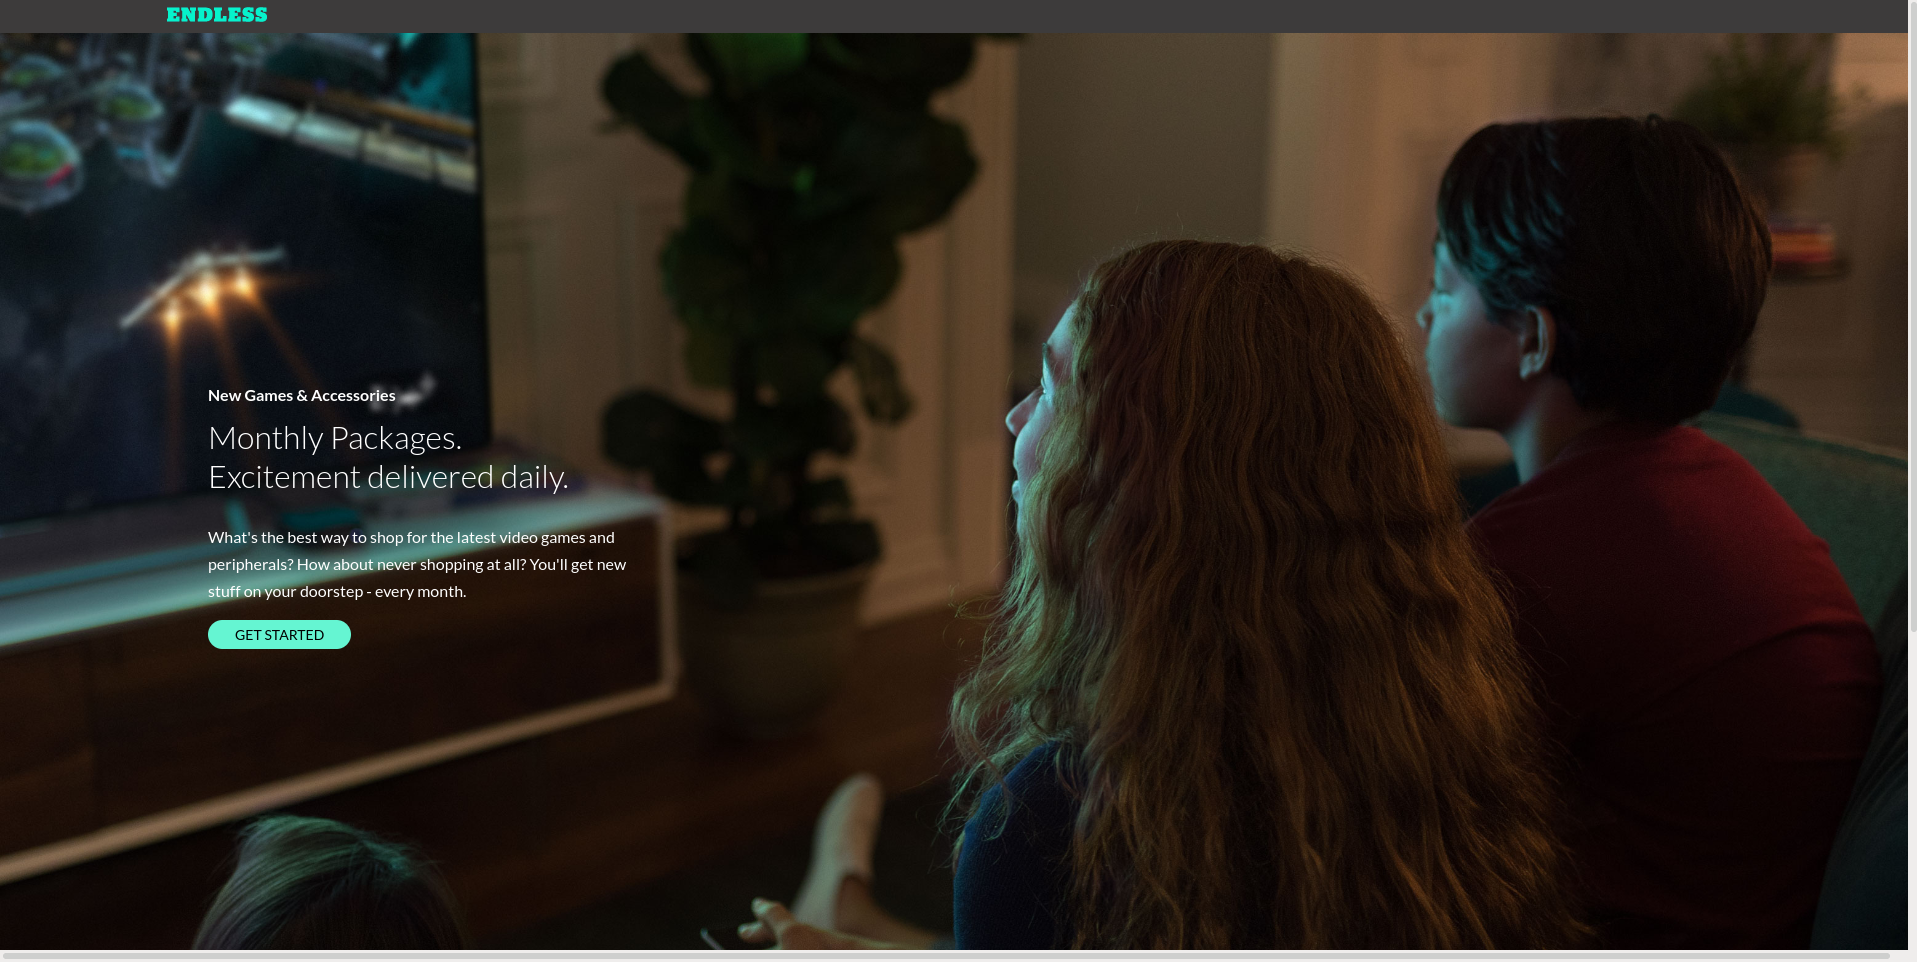 ENDLESS
New Games & Accessories
Monthly Packages.
Excitement delivered daily.
What's the best way to shop for the latest video games and
peripherals? How about never shopping at all? You'll get new
stuff on your doorstep - every month.
GET STARTED